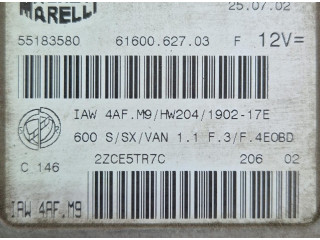 MARELLI 25.07.02
55183580 61600.627.03 F 12V=
IAW 4AF.M9/HW204/1902-17E
600 S/SX/VAN 1.1 F.3/F.4EOBD
C 146 2ZCE5TR7C 206 02
IAW 4AF.M9